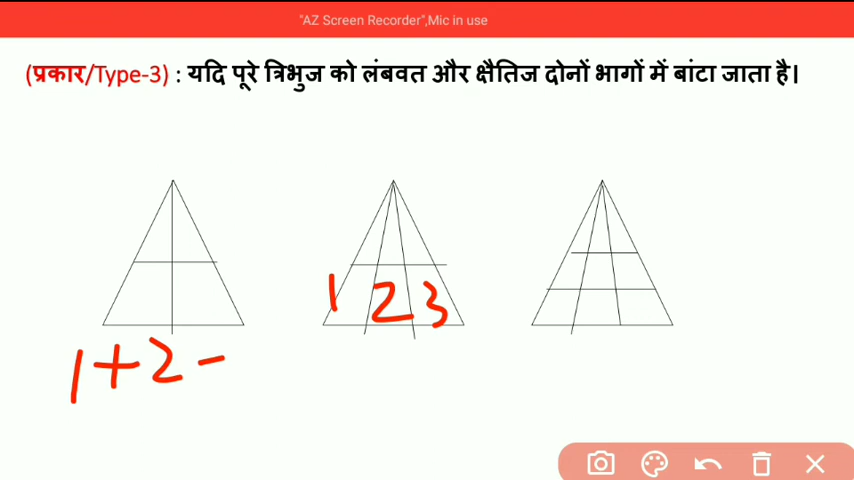 "AZ Screen Recorder",Mic in use
(प्रकार/Type-3) : यदि पूरे त्रिभुज को लंबवत और क्षैतिज दोनों भागों में बांटा जाता है।
1 2 3
1+2-